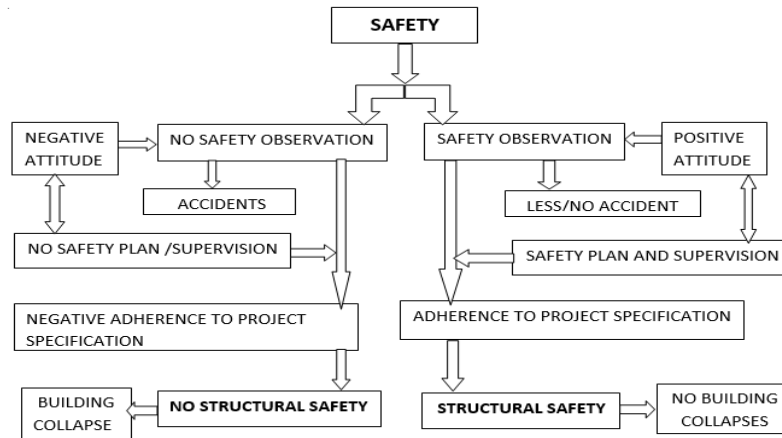 SAFETY
NEGATIVE
ATTITUDE
NO SAFETY OBSERVATION
SAFETY OBSERVATION
POSITIVE
ATTITUDE
ACCIDENTS
LESS/NO ACCIDENT
NO SAFETY PLAN /SUPERVISION
SAFETY PLAN AND SUPERVISION
NEGATIVE ADHERENCE TO PROJECT
SPECIFICATION
ADHERENCE TO PROJECT SPECIFICATION
BUILDING
COLLAPSE
NO STRUCTURAL SAFETY
STRUCTURAL SAFETY
NO BUILDING
COLLAPSES